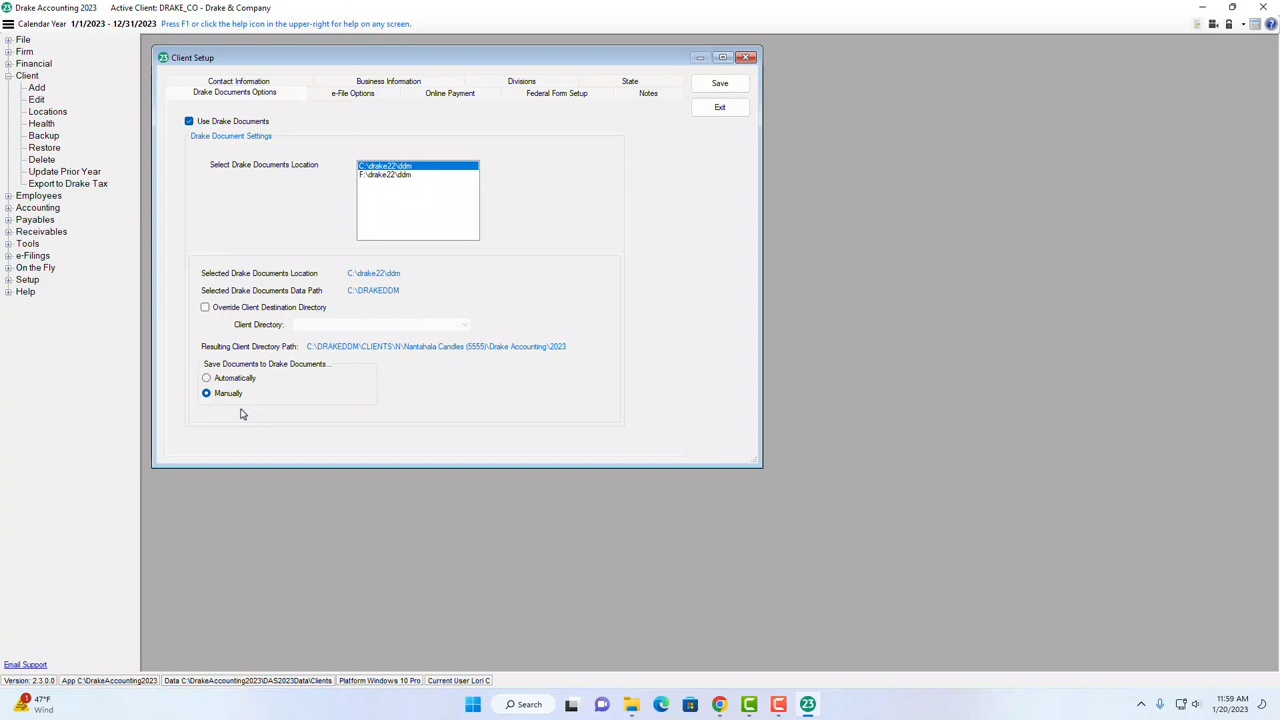 23 Drake Accounting 2023 Active Client: DRAKE_CO - Drake & Company
Calendar Year 1/1/2023 - 12/31/2023 Press F1 or click the help icon in the upper-right for help on any screen.
File
Firm
Financial
Client
Add
Edit
Locations
Health
Backup
Restore
Delete
Update Prior Year
Export to Drake Tax
Employees
Accounting
Payables
Receivables
Tools
e-Filings
On the Fly
Setup
Help
Email Support
23 Client Setup
Contact Information Business Information Divisions State
Drake Documents Options e-File Options Online Payment Federal Form Setup Notes
Save
Exit
Use Drake Documents
Drake Document Settings
Select Drake Documents Location
C:\drake22\ddm
F:\drake22\ddm
Selected Drake Documents Location C:\drake22\ddm
Selected Drake Documents Data Path C:\DRAKEDDM
Override Client Destination Directory
Client Directory:
Resulting Client Directory Path: C:\DRAKEDDM\CLIENTS\N\Nantahala Candles (5555)\Drake Accounting\2023
Save Documents to Drake Documents...
Automatically
Manually
Version: 2.3.0.0 App C:\DrakeAccounting2023 Data C:\DrakeAccounting2023\DAS2023Data\Clients Platform Windows 10 Pro Current User Lori C
1 47°F
Wind
Search
23
11:59 AM
1/20/2023